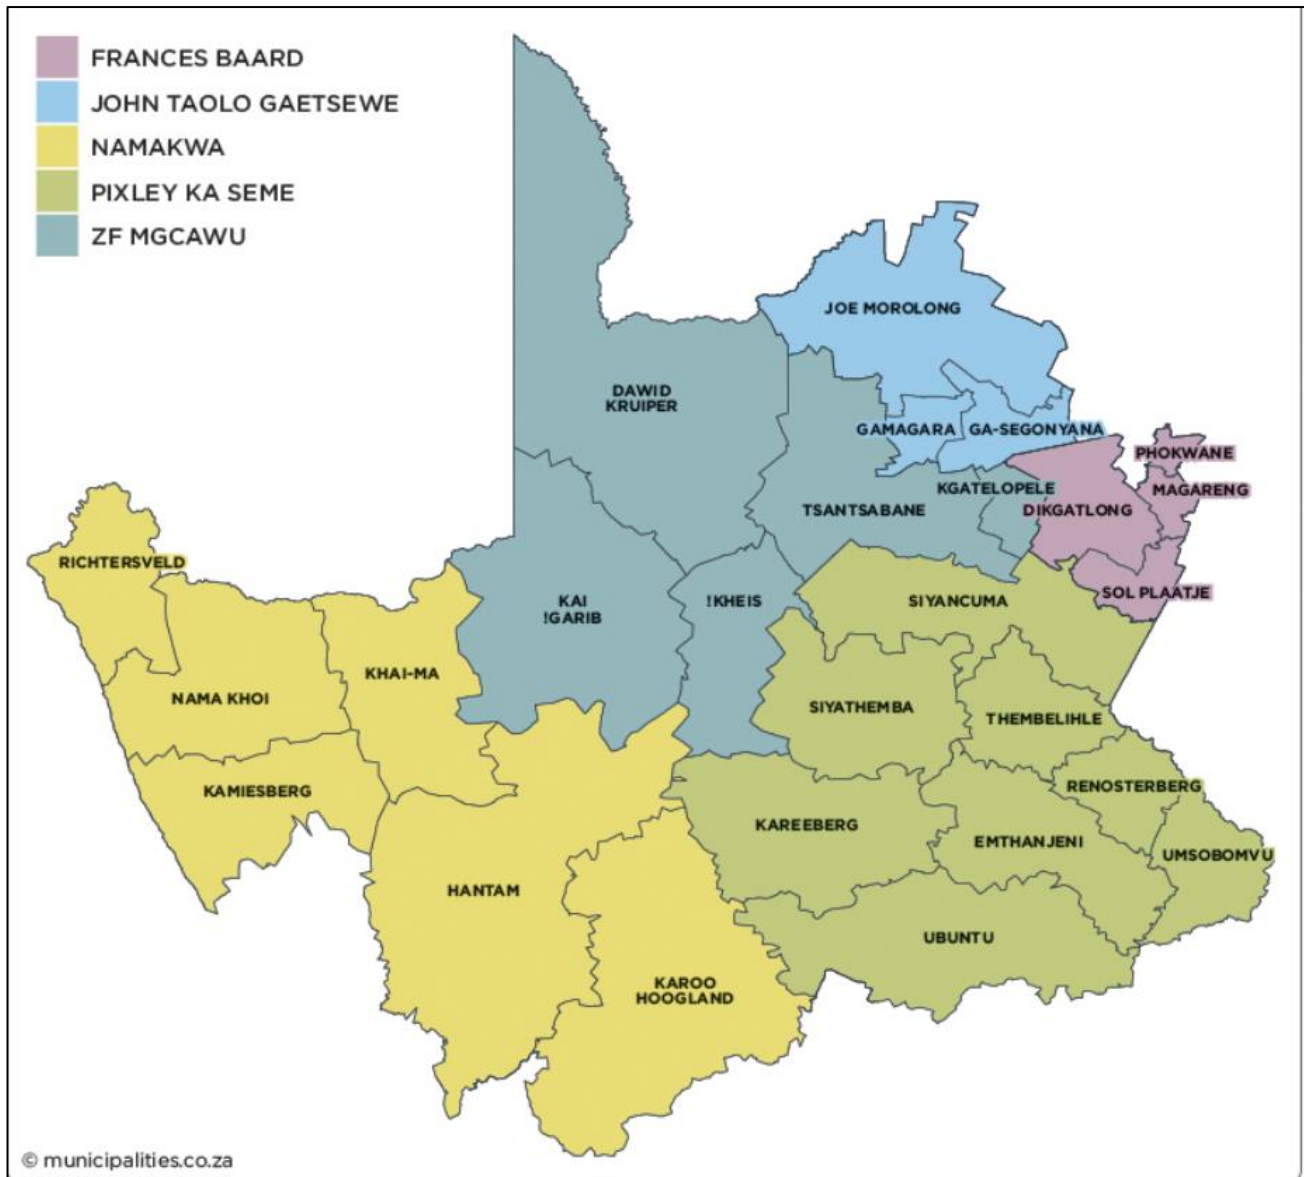 FRANCES BAARD
JOHN TAOLO GAETSEWE
NAMAKWA
PIXLEY KA SEME
ZF MGCAWU
JOE MOROLONG
DAWID
KRUIPER
GAMAGARA
GA-SEGONYANA
PHOKWANE
KGATELOPELE
MAGARENG
TSANTSABANE
DIKGATLONG
RICHTERSVELD
KAI
!GARIB
!KHEIS
SIYANCUMA
SOL PLAATJE
KHAI-MA
NAMA KHOI
SIYATHEMBA
THEMBELIHLE
KAMIESBERG
RENOSTERBERG
KAREEBERG
EMTHANJENI
UMSOBOMVU
HANTAM
UBUNTU
KAROO
HOOGLAND
© municipalities.co.za